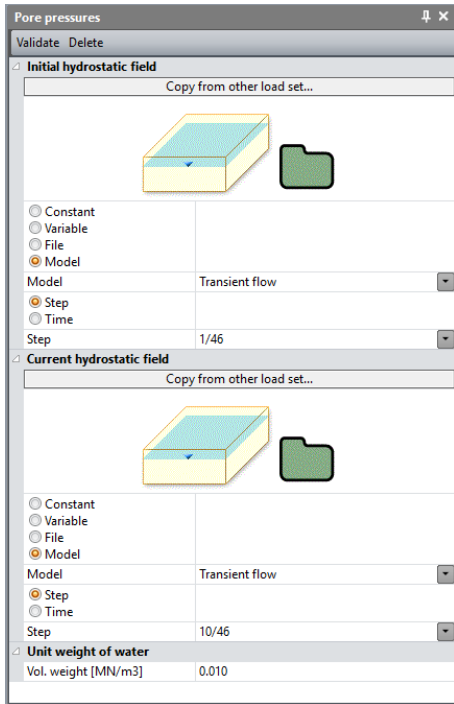 Pore pressures
Validate Delete
Initial hydrostatic field
Copy from other load set...
Constant
Variable
File
Model
Model Transient flow
Step
Time
Step 1/46
Current hydrostatic field
Copy from other load set...
Constant
Variable
File
Model
Model Transient flow
Step
Time
Step 10/46
Unit weight of water
Vol. weight [MN/m3] 0.010